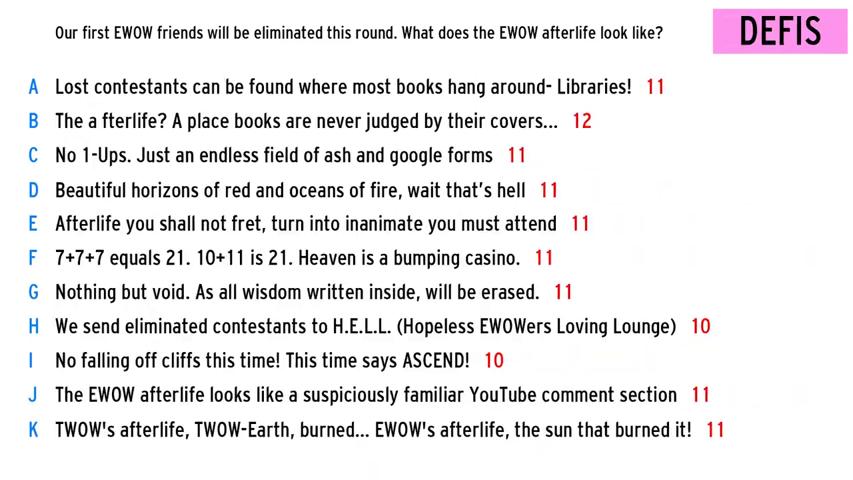 Our first EWOW friends will be eliminated this round. What does the EWOW afterlife look like?
DEFIS
A Lost contestants can be found where most books hang around- Libraries! 11
B The a fterlife? A place books are never judged by their covers... 12
C No 1-Ups. Just an endless field of ash and google forms 11
D Beautiful horizons of red and oceans of fire, wait that's hell 11
E Afterlife you shall not fret, turn into inanimate you must attend 11
F 7+7+7 equals 21. 10+11 is 21. Heaven is a bumping casino. 11
G Nothing but void. As all wisdom written inside, will be erased. 11
H We send eliminated contestants to H.E.L.L. (Hopeless EWOWers Loving Lounge) 10
I No falling off cliffs this time! This time says ASCEND! 10
J The EWOW afterlife looks like a suspiciously familiar YouTube comment section 11
K TWOW's afterlife, TWOW-Earth, burned... EWOW's afterlife, the sun that burned it! 11